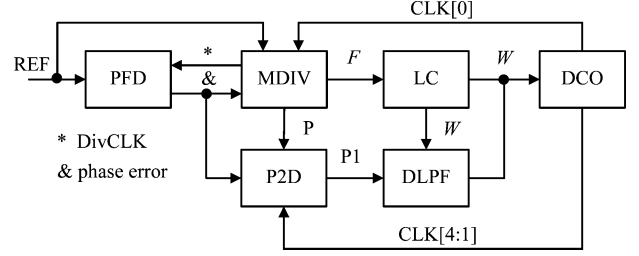 CLK[0]
REF
PFD
*
&
MDIV
F
LC
W
DCO
P
W
* DivCLK
& phase error
P2D
P1
DLPF
CLK[4:1]